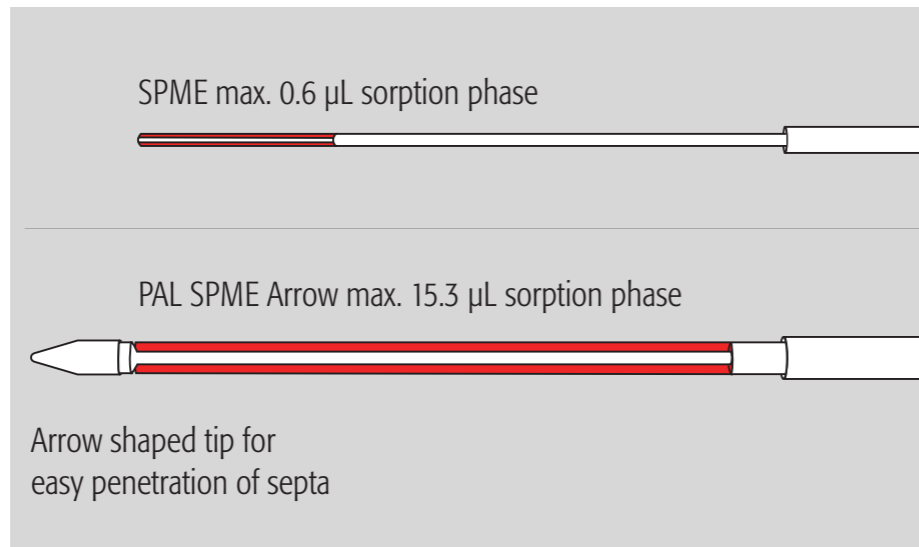 SPME max. 0.6 µL sorption phase
PAL SPME Arrow max. 15.3 µL sorption phase
Arrow shaped tip for
easy penetration of septa